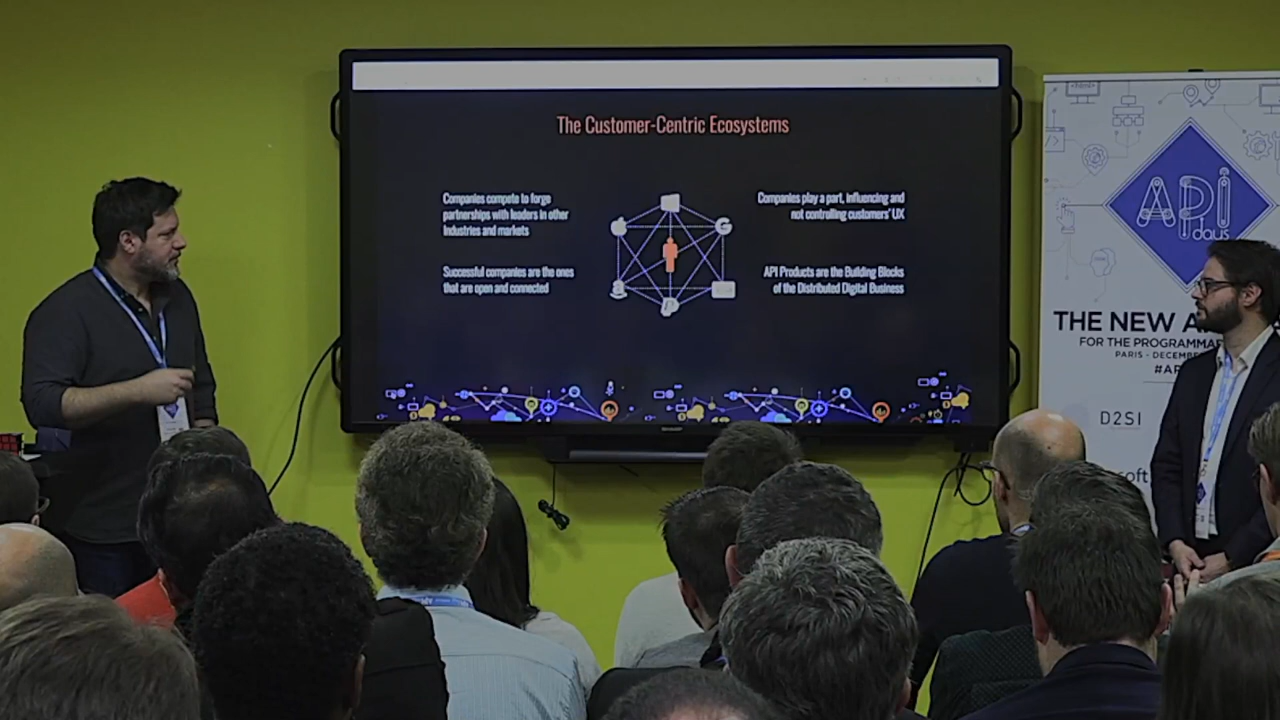 The Customer-Centric Ecosystems
Companies compete to forge
partnerships with leaders in other
industries and markets
Successful companies are the ones
that are open and connected
Companies play a part, influencing and
not controlling customers' UX
API Products are the Building Blocks
of the Distributed Digital Business
SHARP
API
days
THE NEW
FOR THE
PARIS -
D2SI